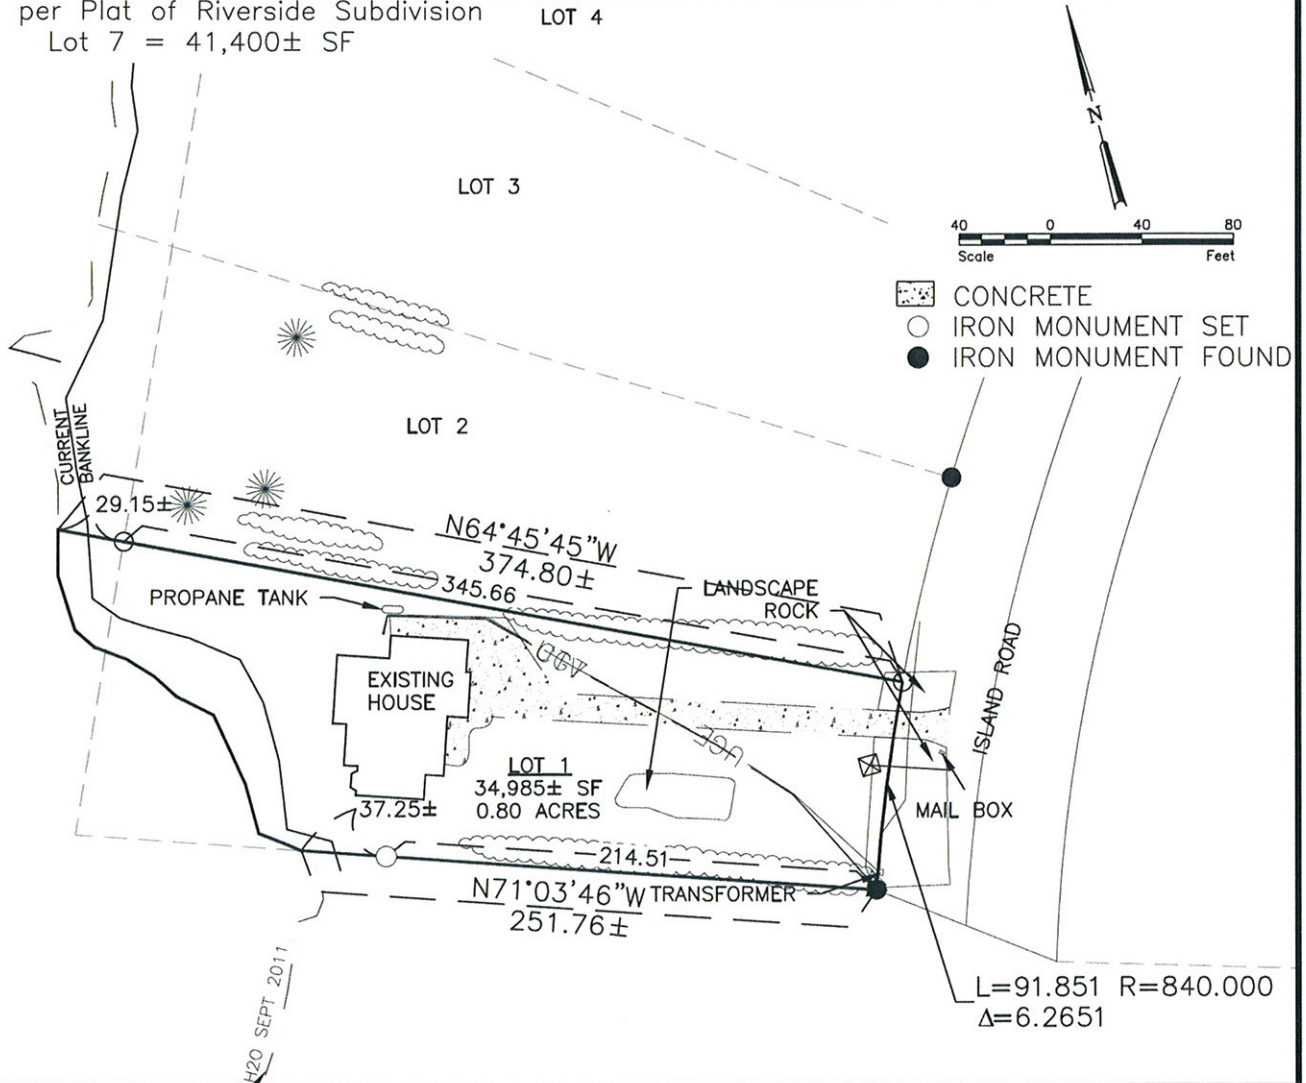 per Plat of Riverside Subdivision
Lot 7 = 41,400± SF
LOT 4
N
LOT 3
40 0 40 80
Scale Feet
CONCRETE
IRON MONUMENT SET
IRON MONUMENT FOUND
LOT 2
CURRENT
BANKLINE
29.15±
N64°45'45"W
374.80±
345.66
PROPANE TANK
LANDSCAPE
ROCK
EXISTING
HOUSE
ISLAND ROAD
LOT 1
34,985± SF
0.80 ACRES
37.25±
MAIL BOX
214.51
N71°03'46"W
TRANSFORMER
251.76±
L=91.851 R=840.000
Δ=6.2651
H20 SEPT 2011